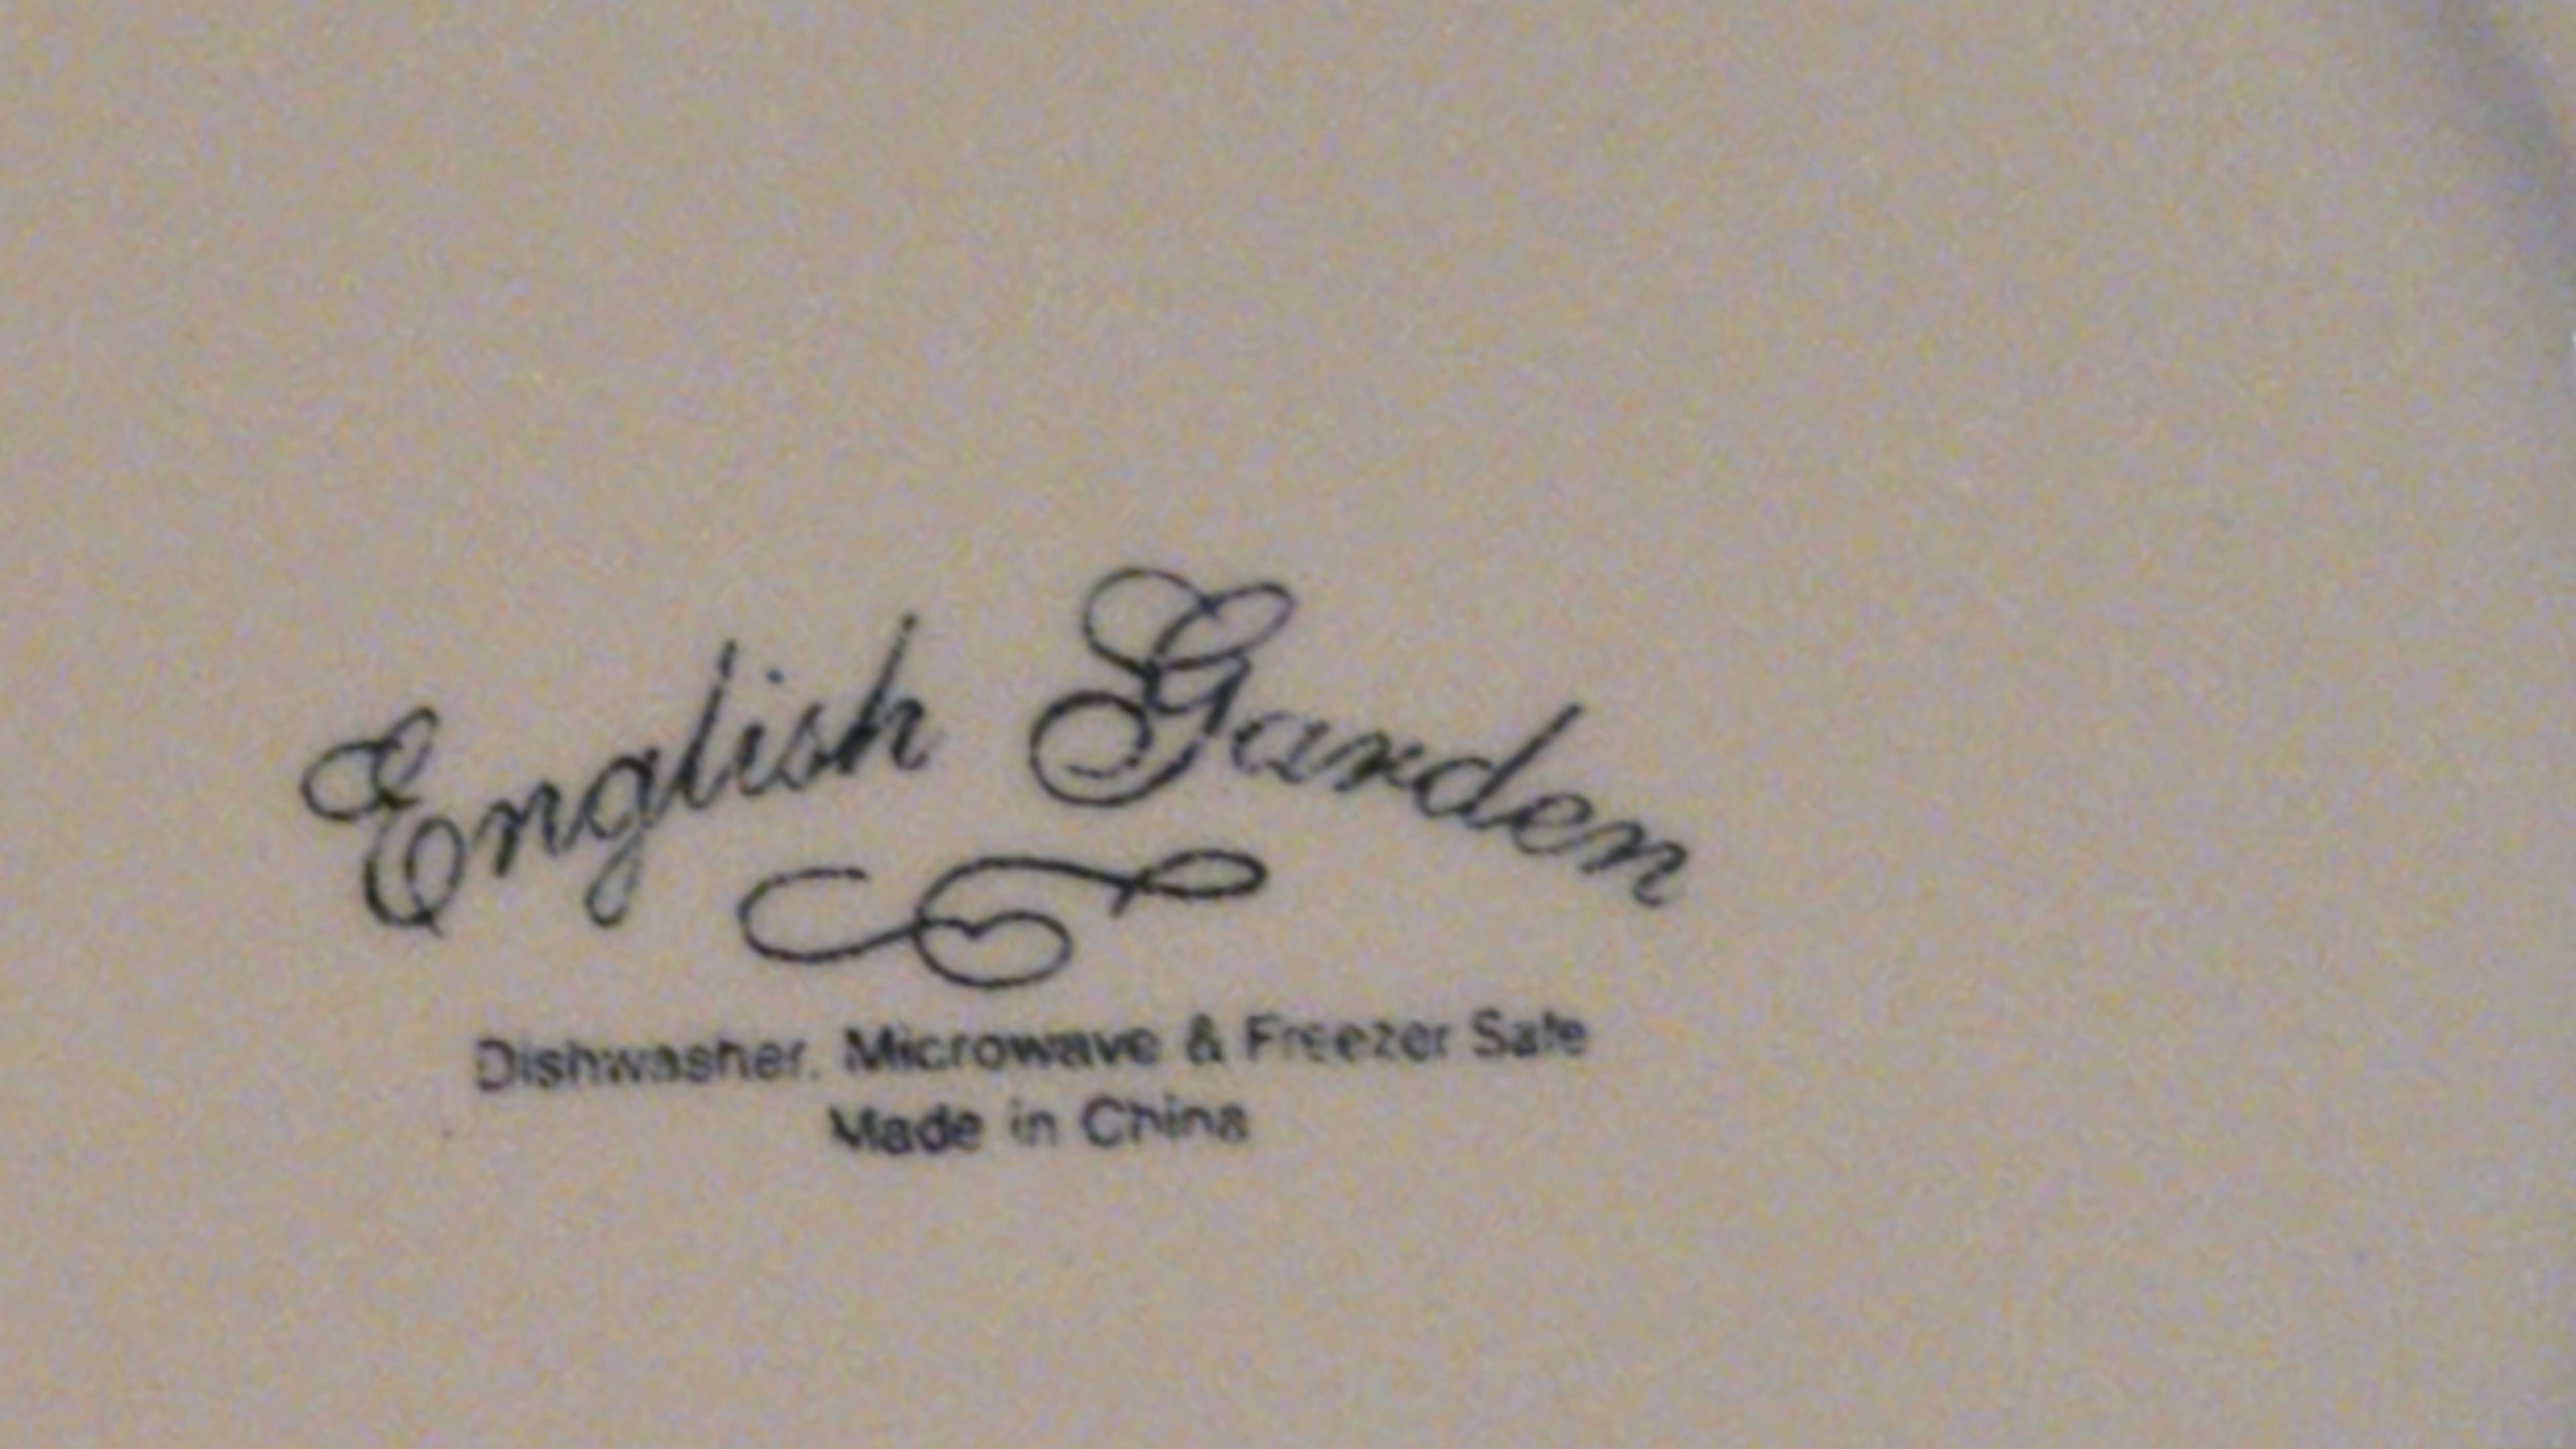 English Garden
Dishwasher, Microwave & Freezer Safe
Made in China